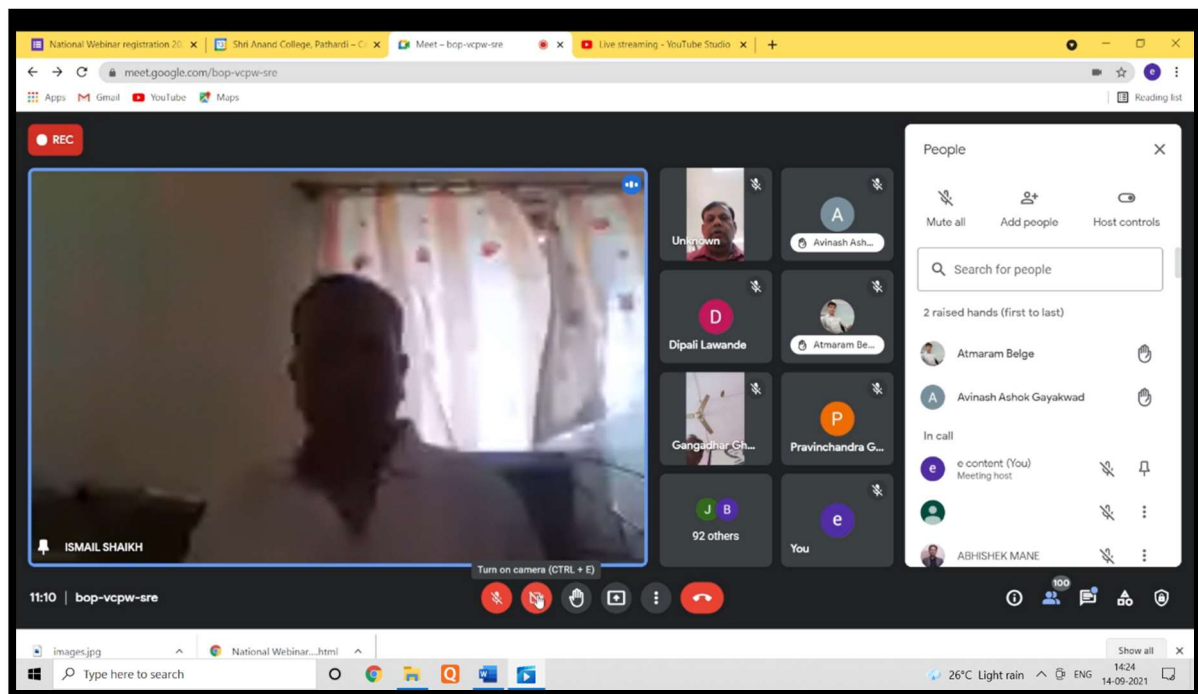 National Webinar registration 20
Shri Anand College, Pathardi – C
Meet – bop-vcpw-sre
Live streaming - YouTube Studio
meet.google.com/bop-vcpw-sre
e
Apps
Gmail
YouTube
Maps
Reading list
REC
ISMAIL SHAIKH
Unknown
A
Avinash Ash...
D
Dipali Lawande
Atmaram Be...
Gangadhar Gh...
P
Pravinchandra G...
J B
92 others
e
You
People
Mute all
Add people
Host controls
Search for people
2 raised hands (first to last)
Atmaram Belge
A
Avinash Ashok Gayakwad
In call
e
e content (You)
Meeting host
ABHISHEK MANE
Turn on camera (CTRL + E)
11:10 | bop-vcpw-sre
100
images.jpg
National Webinar....html
Show all
Type here to search
26°C Light rain
ENG
14:24
14-09-2021